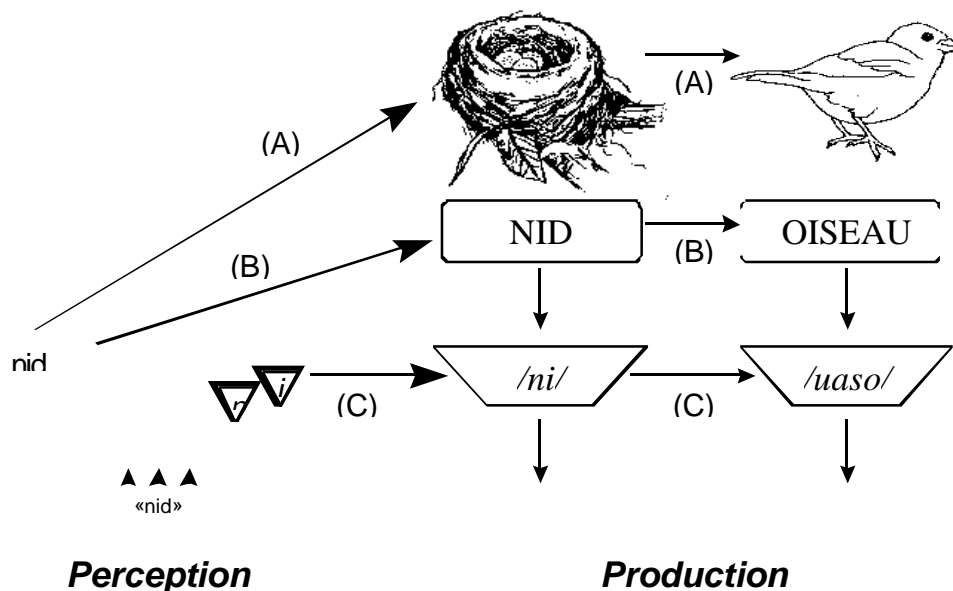 (A)
(A)
(B)
NID
(B)
OISEAU
nid
n
i
(C)
/ni/
(C)
/uaso/
«nid»
Perception
Production